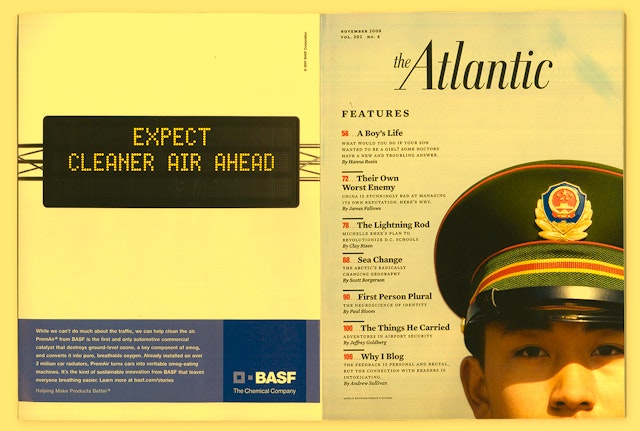 © 2007 BASF Corporation
EXPECT
CLEANER AIR AHEAD
While we can't do much about the traffic, we can help clean the air.
PremAir® from BASF is the first and only automotive commercial
catalyst that destroys ground-level ozone, a key component of smog,
and converts it into pure, breathable oxygen. Already installed on over
3 million car radiators, PremAir turns cars into veritable smog-eating
machines. It's the kind of sustainable innovation from BASF that leaves
everyone breathing easier. Learn more at basf.com/stories
Helping Make Products Better®
BASF
The Chemical Company
NOVEMBER 2008
VOL. 302 NO. 4
the Atlantic
FEATURES
56 A Boy's Life
WHAT WOULD YOU DO IF YOUR SON
WANTED TO BE A GIRL? SOME DOCTORS
HAVE A NEW AND TROUBLING ANSWER.
By Hanna Rosin
72 Their Own
Worst Enemy
CHINA IS STUNNINGLY BAD AT MANAGING
ITS OWN REPUTATION. HERE'S WHY.
By James Fallows
78 The Lightning Rod
MICHELLE RHEE'S PLAN TO
REVOLUTIONIZE D.C. SCHOOLS
By Clay Risen
88 Sea Change
THE ARCTIC'S RADICALLY
CHANGING GEOGRAPHY
By Scott Borgerson
90 First Person Plural
THE NEUROSCIENCE OF IDENTITY
By Paul Bloom
100 The Things He Carried
ADVENTURES IN AIRPORT SECURITY
By Jeffrey Goldberg
106 Why I Blog
THE FEEDBACK IS PERSONAL AND BRUTAL,
BUT THE CONNECTION WITH READERS IS
INTOXICATING.
By Andrew Sullivan